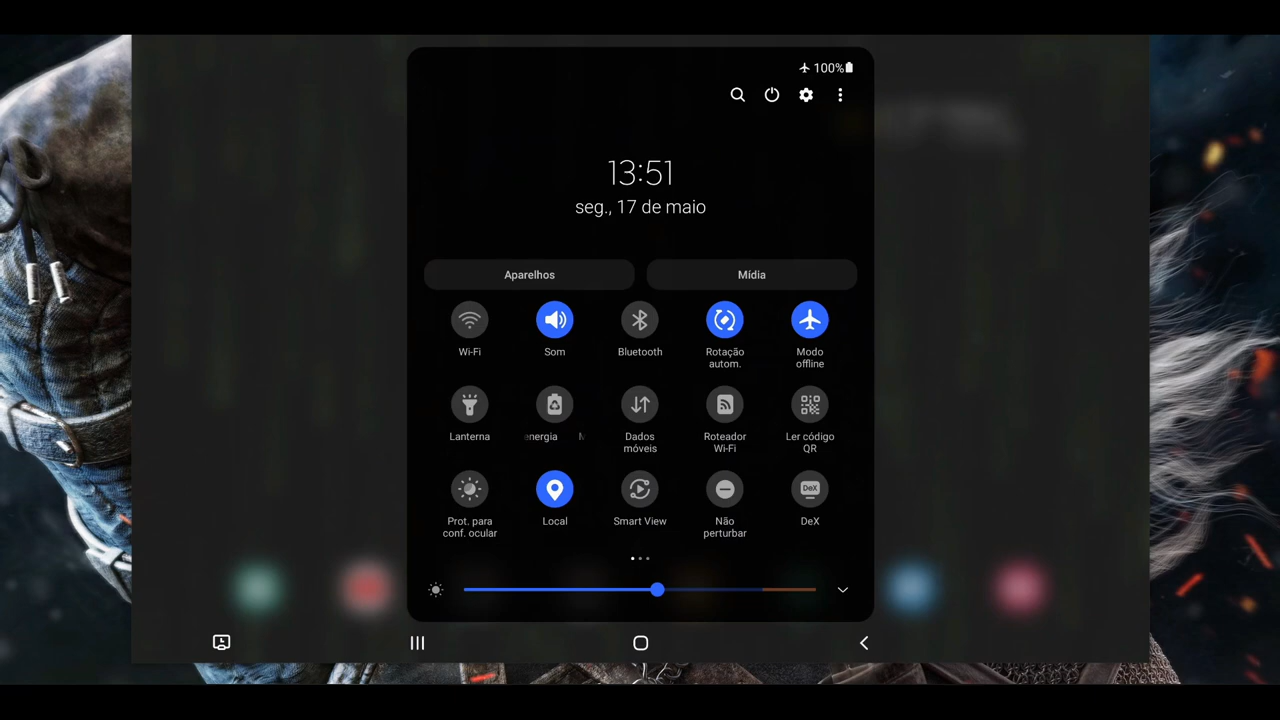 100%
13:51
seg., 17 de maio
Aparelhos
Mídia
Wi-Fi
Som
Bluetooth
Rotação
autom.
Modo
offline
Lanterna
energia
Dados
móveis
Roteador
Wi-Fi
Ler código
QR
Prot. para
conf. ocular
Local
Smart View
Não
perturbar
DeX
DeX